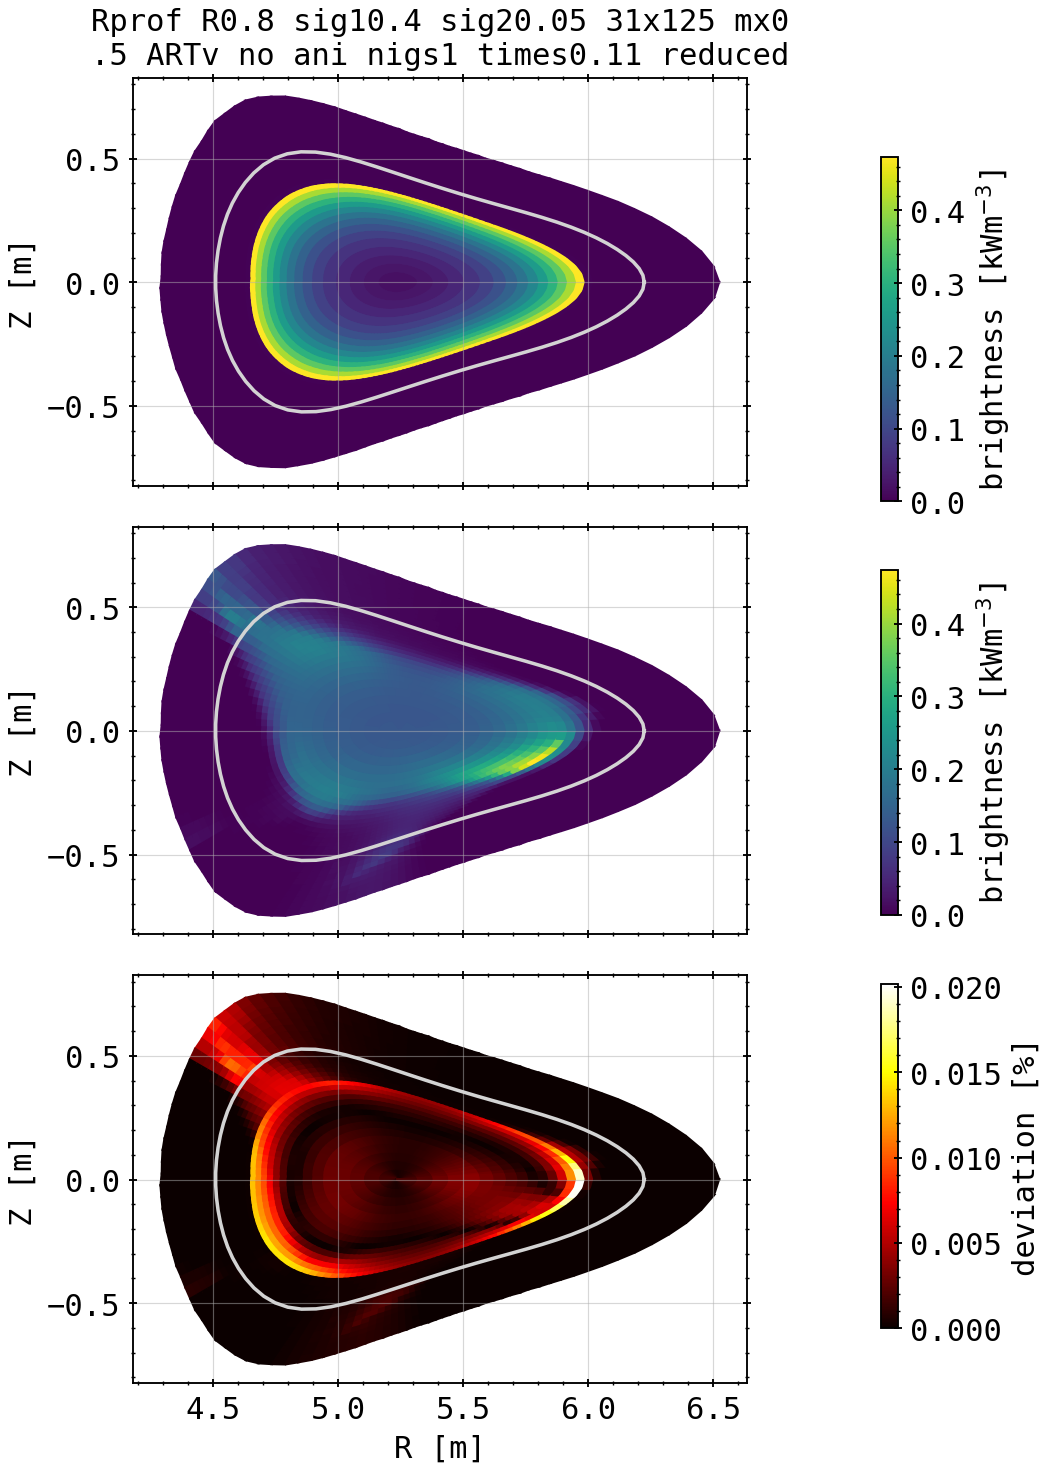 Rprof R0.8 sig10.4 sig20.05 31x125 mx0
.5 ARTv no ani nigs1 times0.11 reduced
0.5
0.0
−0.5
Z [m]
0.4
0.3
0.2
0.1
0.0
brightness [kWm⁻³]
0.5
0.0
−0.5
Z [m]
0.4
0.3
0.2
0.1
0.0
brightness [kWm⁻³]
0.5
0.0
−0.5
Z [m]
0.020
0.015
0.010
0.005
0.000
deviation [%]
4.5 5.0 5.5 6.0 6.5
R [m]